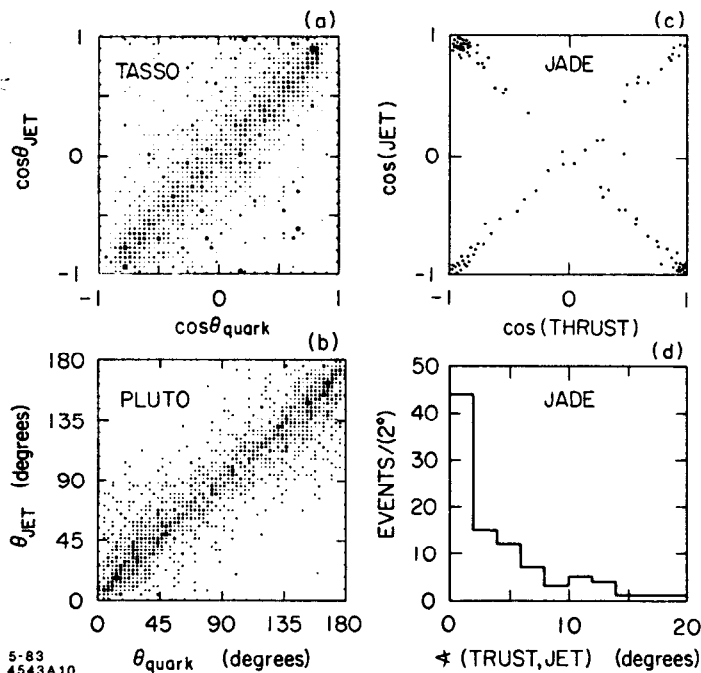 (a)
TASSO
1
0
-1
cosθJET
-1
0
1
cosθquark
(c)
JADE
1
0
-1
cos(JET)
-1
0
1
cos(THRUST)
(b)
PLUTO
180
135
90
45
0
θJET (degrees)
0
45
90
135
180
θquark (degrees)
(d)
JADE
50
40
30
20
10
0
EVENTS/(2°)
0
10
20
∢ (TRUST,JET) (degrees)
5-83
4543A10